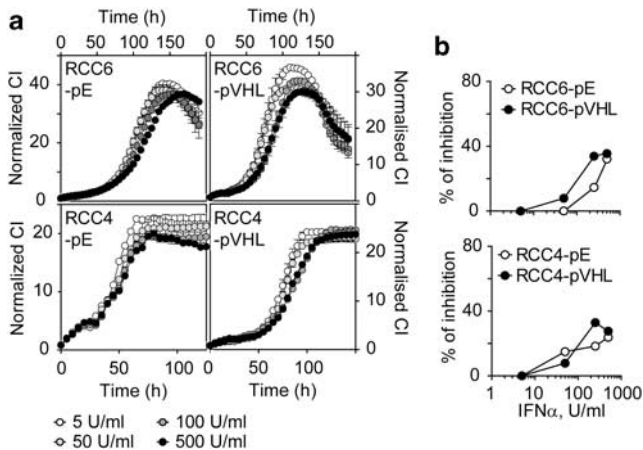 a
Time (h)
Time (h)
0 50 100 150
0 50 100 150
Normalized CI
40
20
0
RCC6
-pE
RCC6
-pVHL
30
20
10
0
Normalised CI
Normalized CI
20
10
0
RCC4
-pE
RCC4
-pVHL
20
10
0
Normalised CI
0 50 100
0 50 100 150
Time (h)
Time (h)
5 U/ml
100 U/ml
50 U/ml
500 U/ml
b
% of inhibition
80
40
0
RCC6-pE
RCC6-pVHL
% of inhibition
80
40
0
RCC4-pE
RCC4-pVHL
1 10 100 1000
IFNα, U/ml